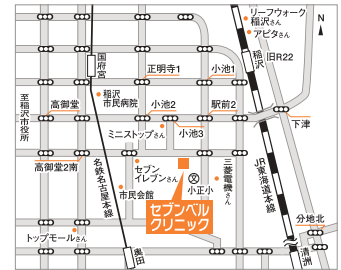 リーフウォーク
稲沢さん
アピタさん
N
国府宮
正明寺1
小池1
稲沢
旧R22
至稲沢市役所
高御堂
稲沢
市民病院
小池2
駅前2
ミニストップさん
小池3
下津
高御堂2南
名鉄名古屋本線
セブン
イレブンさん
小正小
三菱電機さん
JR東海道本線
市民会館
セブンベル
クリニック
分地北
トップモールさん
奥田
清洲